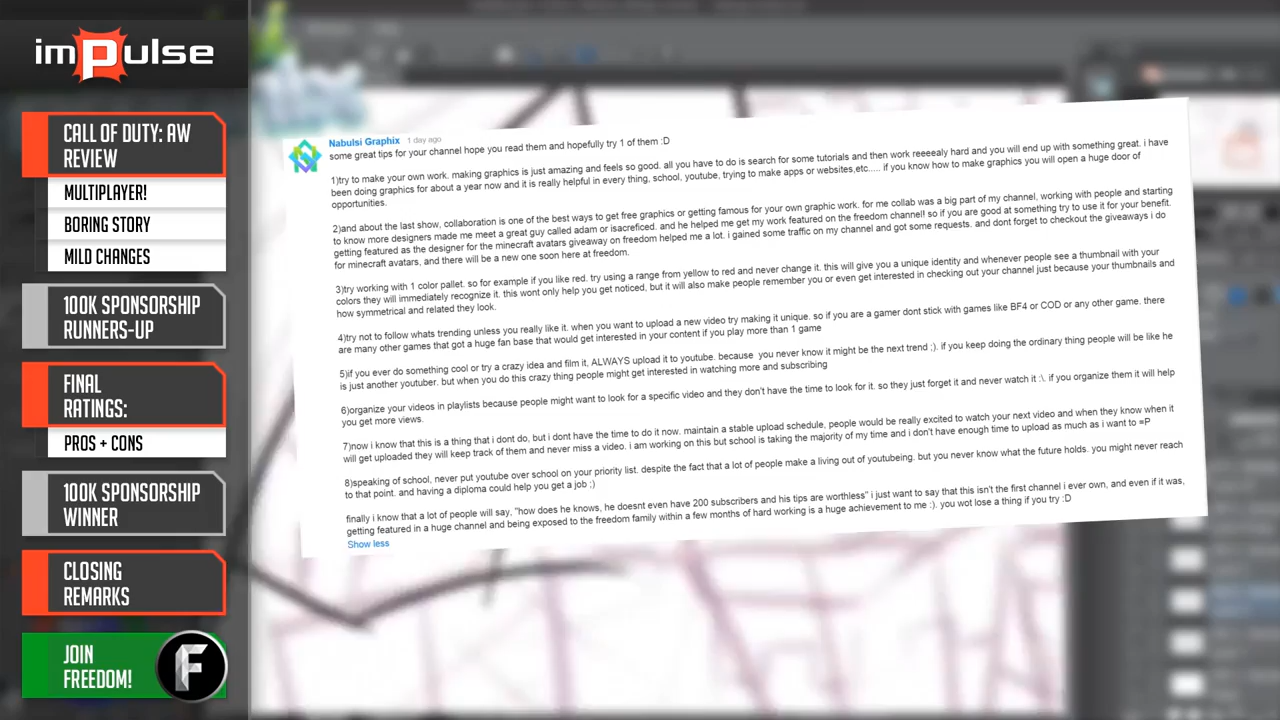 imPulse
CALL OF DUTY: AW
REVIEW
MULTIPLAYER!
BORING STORY
MILD CHANGES
100K SPONSORSHIP
RUNNERS-UP
FINAL
RATINGS:
PROS + CONS
100K SPONSORSHIP
WINNER
CLOSING
REMARKS
JOIN
FREEDOM!
F
Nabulsi Graphix 1 day ago
some great tips for your channel hope you read them and hopefully try 1 of them :D
1)try to make your own work. making graphics is just amazing and feels so good. all you have to do is search for some tutorials and then work reeeealy hard and you will end up with something great. i have
been doing graphics for about a year now and it is really helpful in every thing, school, youtube, trying to make apps or websites,etc..... if you know how to make graphics you will open a huge door of
opportunities.
2)and about the last show, collaboration is one of the best ways to get free graphics or getting famous for your own graphic work. for me collab was a big part of my channel, working with people and starting
to know more designers made me meet a great guy called adam or isacreficed. and he helped me get my work featured on the freedom channel! so if you are good at something try to use it for your benefit.
getting featured as the designer for the minecraft avatars giveaway on freedom helped me a lot. i gained some traffic on my channel and got some requests. and dont forget to checkout the giveaways i do
for minecraft avatars, and there will be a new one soon here at freedom.
3)try working with 1 color pallet. so for example if you like red. try using a range from yellow to red and never change it. this will give you a unique identity and whenever people see a thumbnail with your
colors they will immediately recognize it. this wont only help you get noticed, but it will also make people remember you or even get interested in checking out your channel just because your thumbnails and
how symmetrical and related they look.
4)try not to follow whats trending unless you really like it. when you want to upload a new video try making it unique. so if you are a gamer dont stick with games like BF4 or COD or any other game. there
are many other games that got a huge fan base that would get interested in your content if you play more than 1 game
5)if you ever do something cool or try a crazy idea and film it, ALWAYS upload it to youtube. because you never know it might be the next trend ;). if you keep doing the ordinary thing people will be like he
is just another youtuber. but when you do this crazy thing people might get interested in watching more and subscribing
6)organize your videos in playlists because people might want to look for a specific video and they don't have the time to look for it. so they just forget it and never watch it :\. if you organize them it will help
you get more views.
7)now i know that this is a thing that i dont do, but i dont have the time to do it now. maintain a stable upload schedule, people would be really excited to watch your next video and when they know when it
will get uploaded they will keep track of them and never miss a video. i am working on this but school is taking the majority of my time and i don't have enough time to upload as much as i want to =P
8)speaking of school, never put youtube over school on your priority list. despite the fact that a lot of people make a living out of youtubeing. but you never know what the future holds. you might never reach
to that point. and having a diploma could help you get a job ;)
finally i know that a lot of people will say, "how does he knows, he doesnt even have 200 subscribers and his tips are worthless" i just want to say that this isn't the first channel i ever own, and even if it was,
getting featured in a huge channel and being exposed to the freedom family within a few months of hard working is a huge achievement to me :). you wot lose a thing if you try :D
Show less